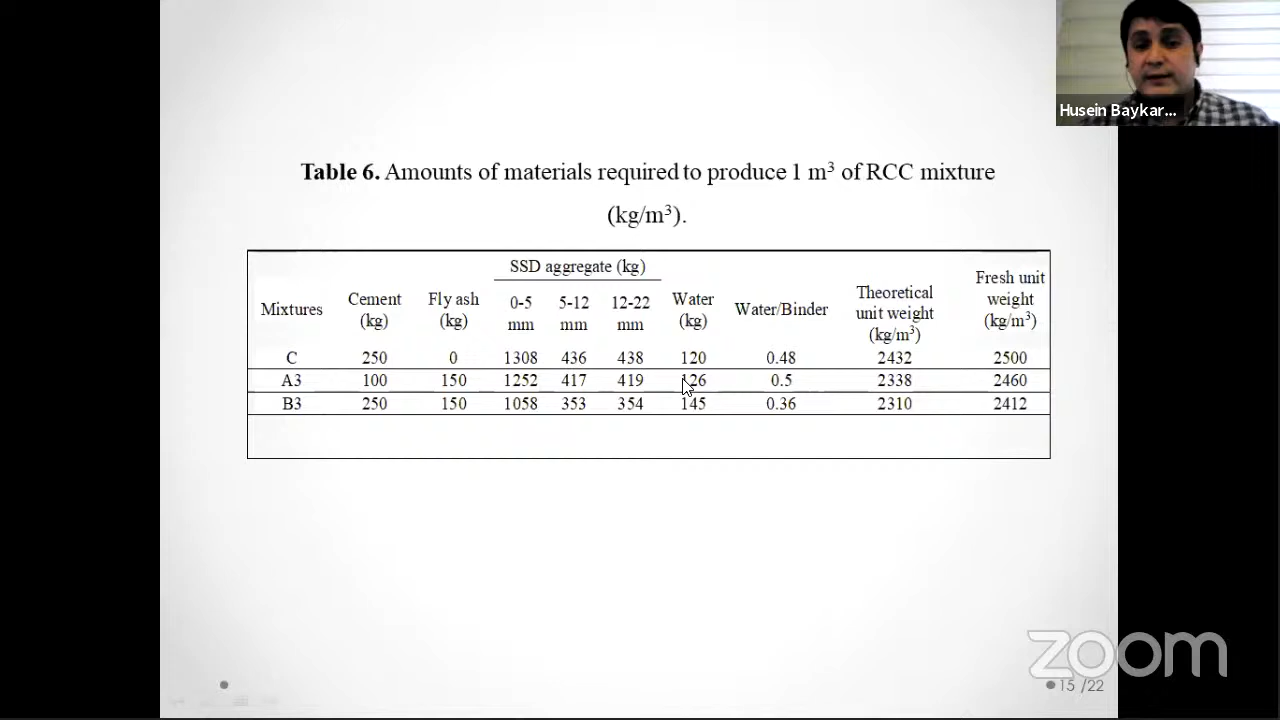 Husein Baykar...
Table 6. Amounts of materials required to produce 1 m³ of RCC mixture
(kg/m³).
Mixtures Cement (kg) Fly ash (kg) SSD aggregate (kg) 0-5 mm 5-12 mm 12-22 mm Water (kg) Water/Binder Theoretical unit weight (kg/m³) Fresh unit weight (kg/m³)
C 250 0 1308 436 438 120 0.48 2432 2500
A3 100 150 1252 417 419 126 0.5 2338 2460
B3 250 150 1058 353 354 145 0.36 2310 2412
zoom
15 /22